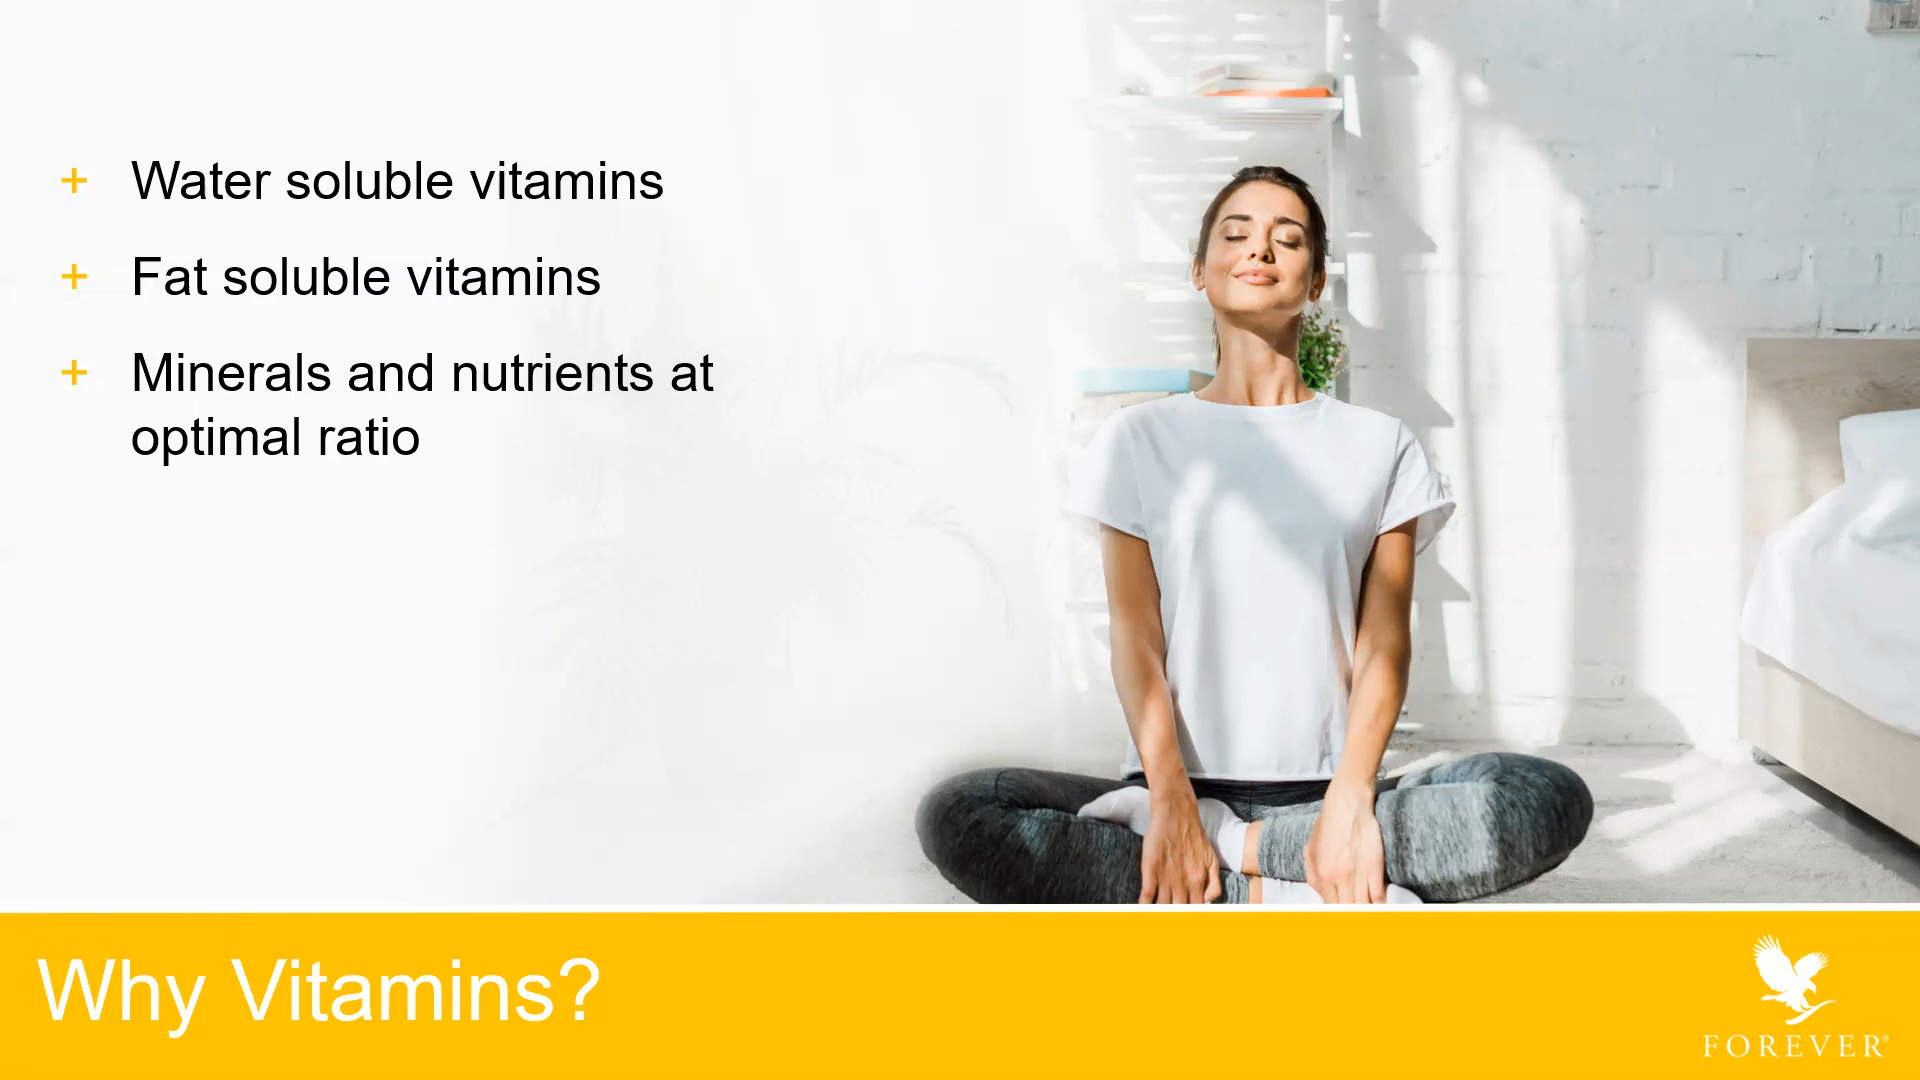 + Water soluble vitamins
+ Fat soluble vitamins
+ Minerals and nutrients at
optimal ratio
Why Vitamins?
FOREVER®